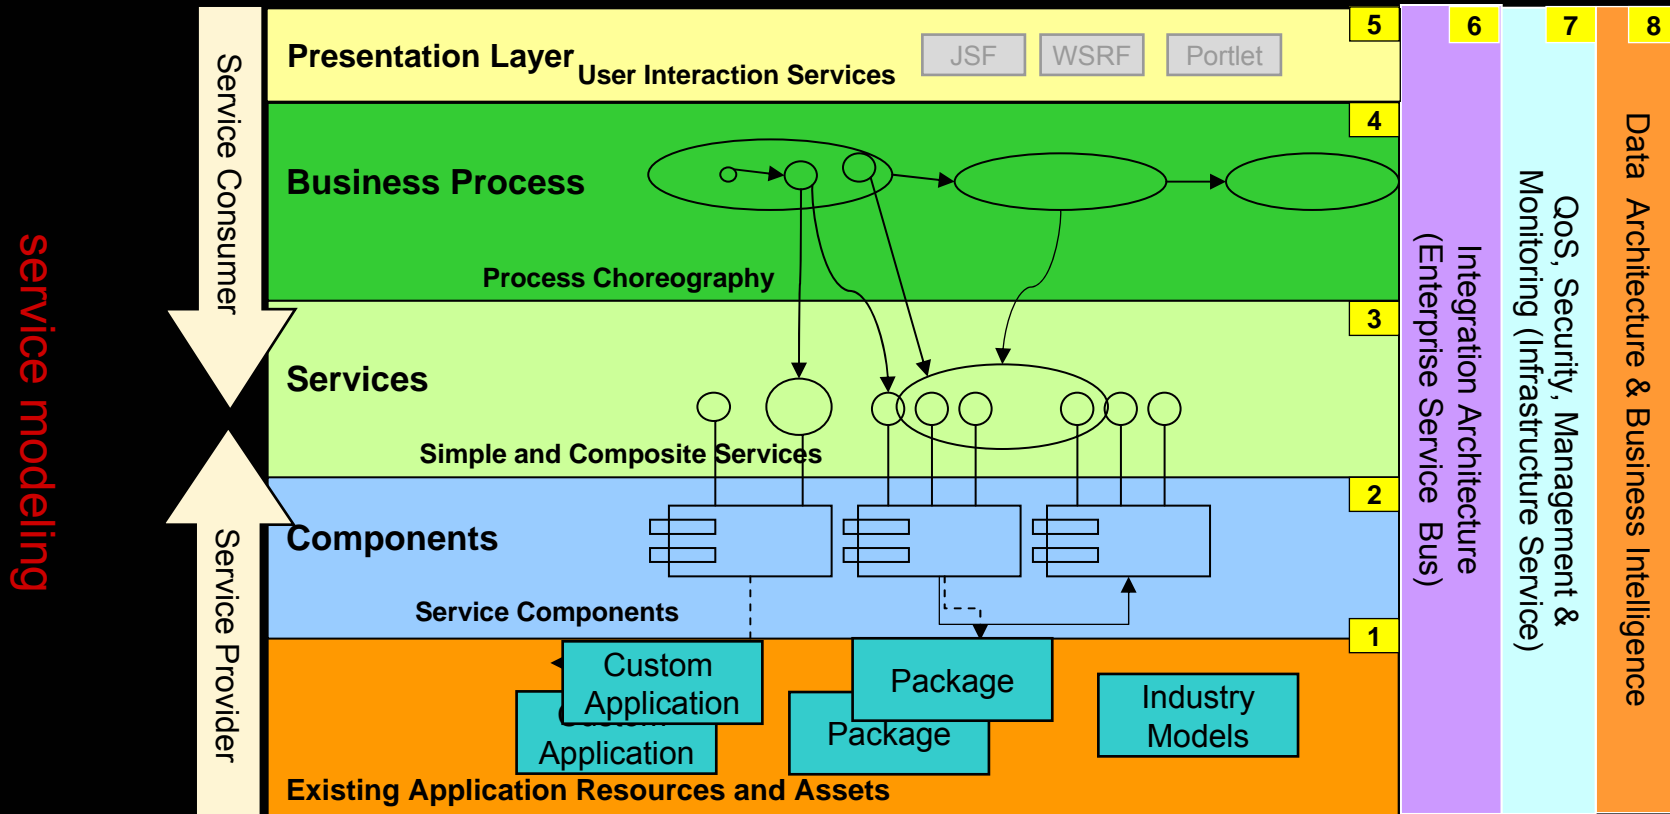 service modeling
Service Consumer
Service Provider
5
Presentation Layer
User Interaction Services
JSF
WSRF
Portlet
4
Business Process
Process Choreography
3
Services
Simple and Composite Services
2
Components
Service Components
1
Custom
Application
Custom
Application
Package
Package
Industry
Models
Existing Application Resources and Assets
6
Integration Architecture
(Enterprise Service Bus)
7
QoS, Security, Management &
Monitoring (Infrastructure Service)
8
Data Architecture & Business Intelligence